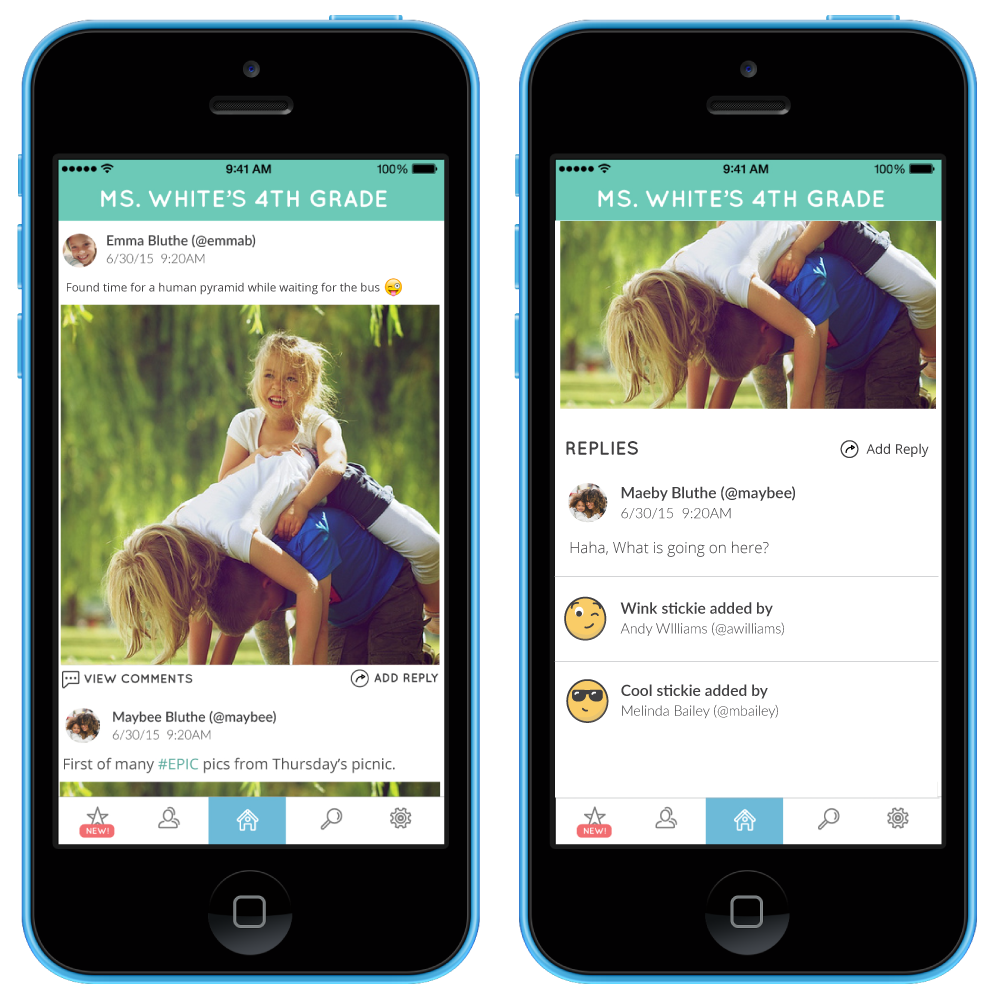 9:41 AM
100%
MS. WHITE'S 4TH GRADE
Emma Bluthe (@emmab)
6/30/15 9:20AM
Found time for a human pyramid while waiting for the bus 😜
VIEW COMMENTS
ADD REPLY
Maybee Bluthe (@maybee)
6/30/15 9:20AM
First of many #EPIC pics from Thursday's picnic.
NEW!
9:41 AM
100%
MS. WHITE'S 4TH GRADE
REPLIES
Add Reply
Maeby Bluthe (@maybee)
6/30/15 9:20AM
Haha, What is going on here?
Wink stickie added by
Andy WIlliams (@awilliams)
Cool stickie added by
Melinda Bailey (@mbailey)
NEW!